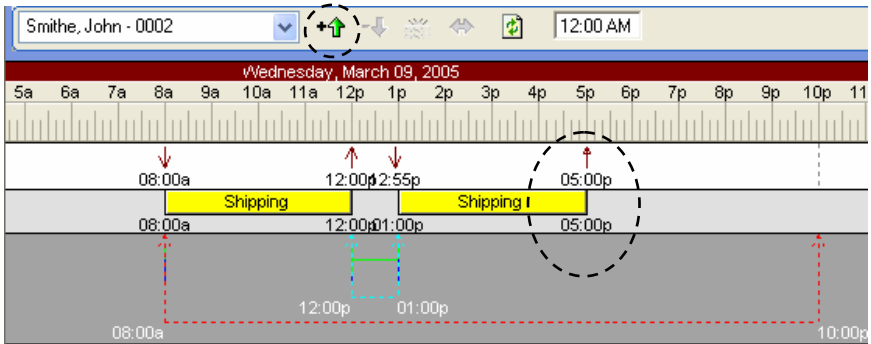 Smithe, John - 0002 12:00 AM
Wednesday, March 09, 2005
5a 6a 7a 8a 9a 10a 11a 12p 1p 2p 3p 4p 5p 6p 7p 8p 9p 10p 11
08:00a 12:00p 12:55p 05:00p
Shipping Shipping
08:00a 12:00p 01:00p 05:00p
12:00p 01:00p
08:00a 10:00p